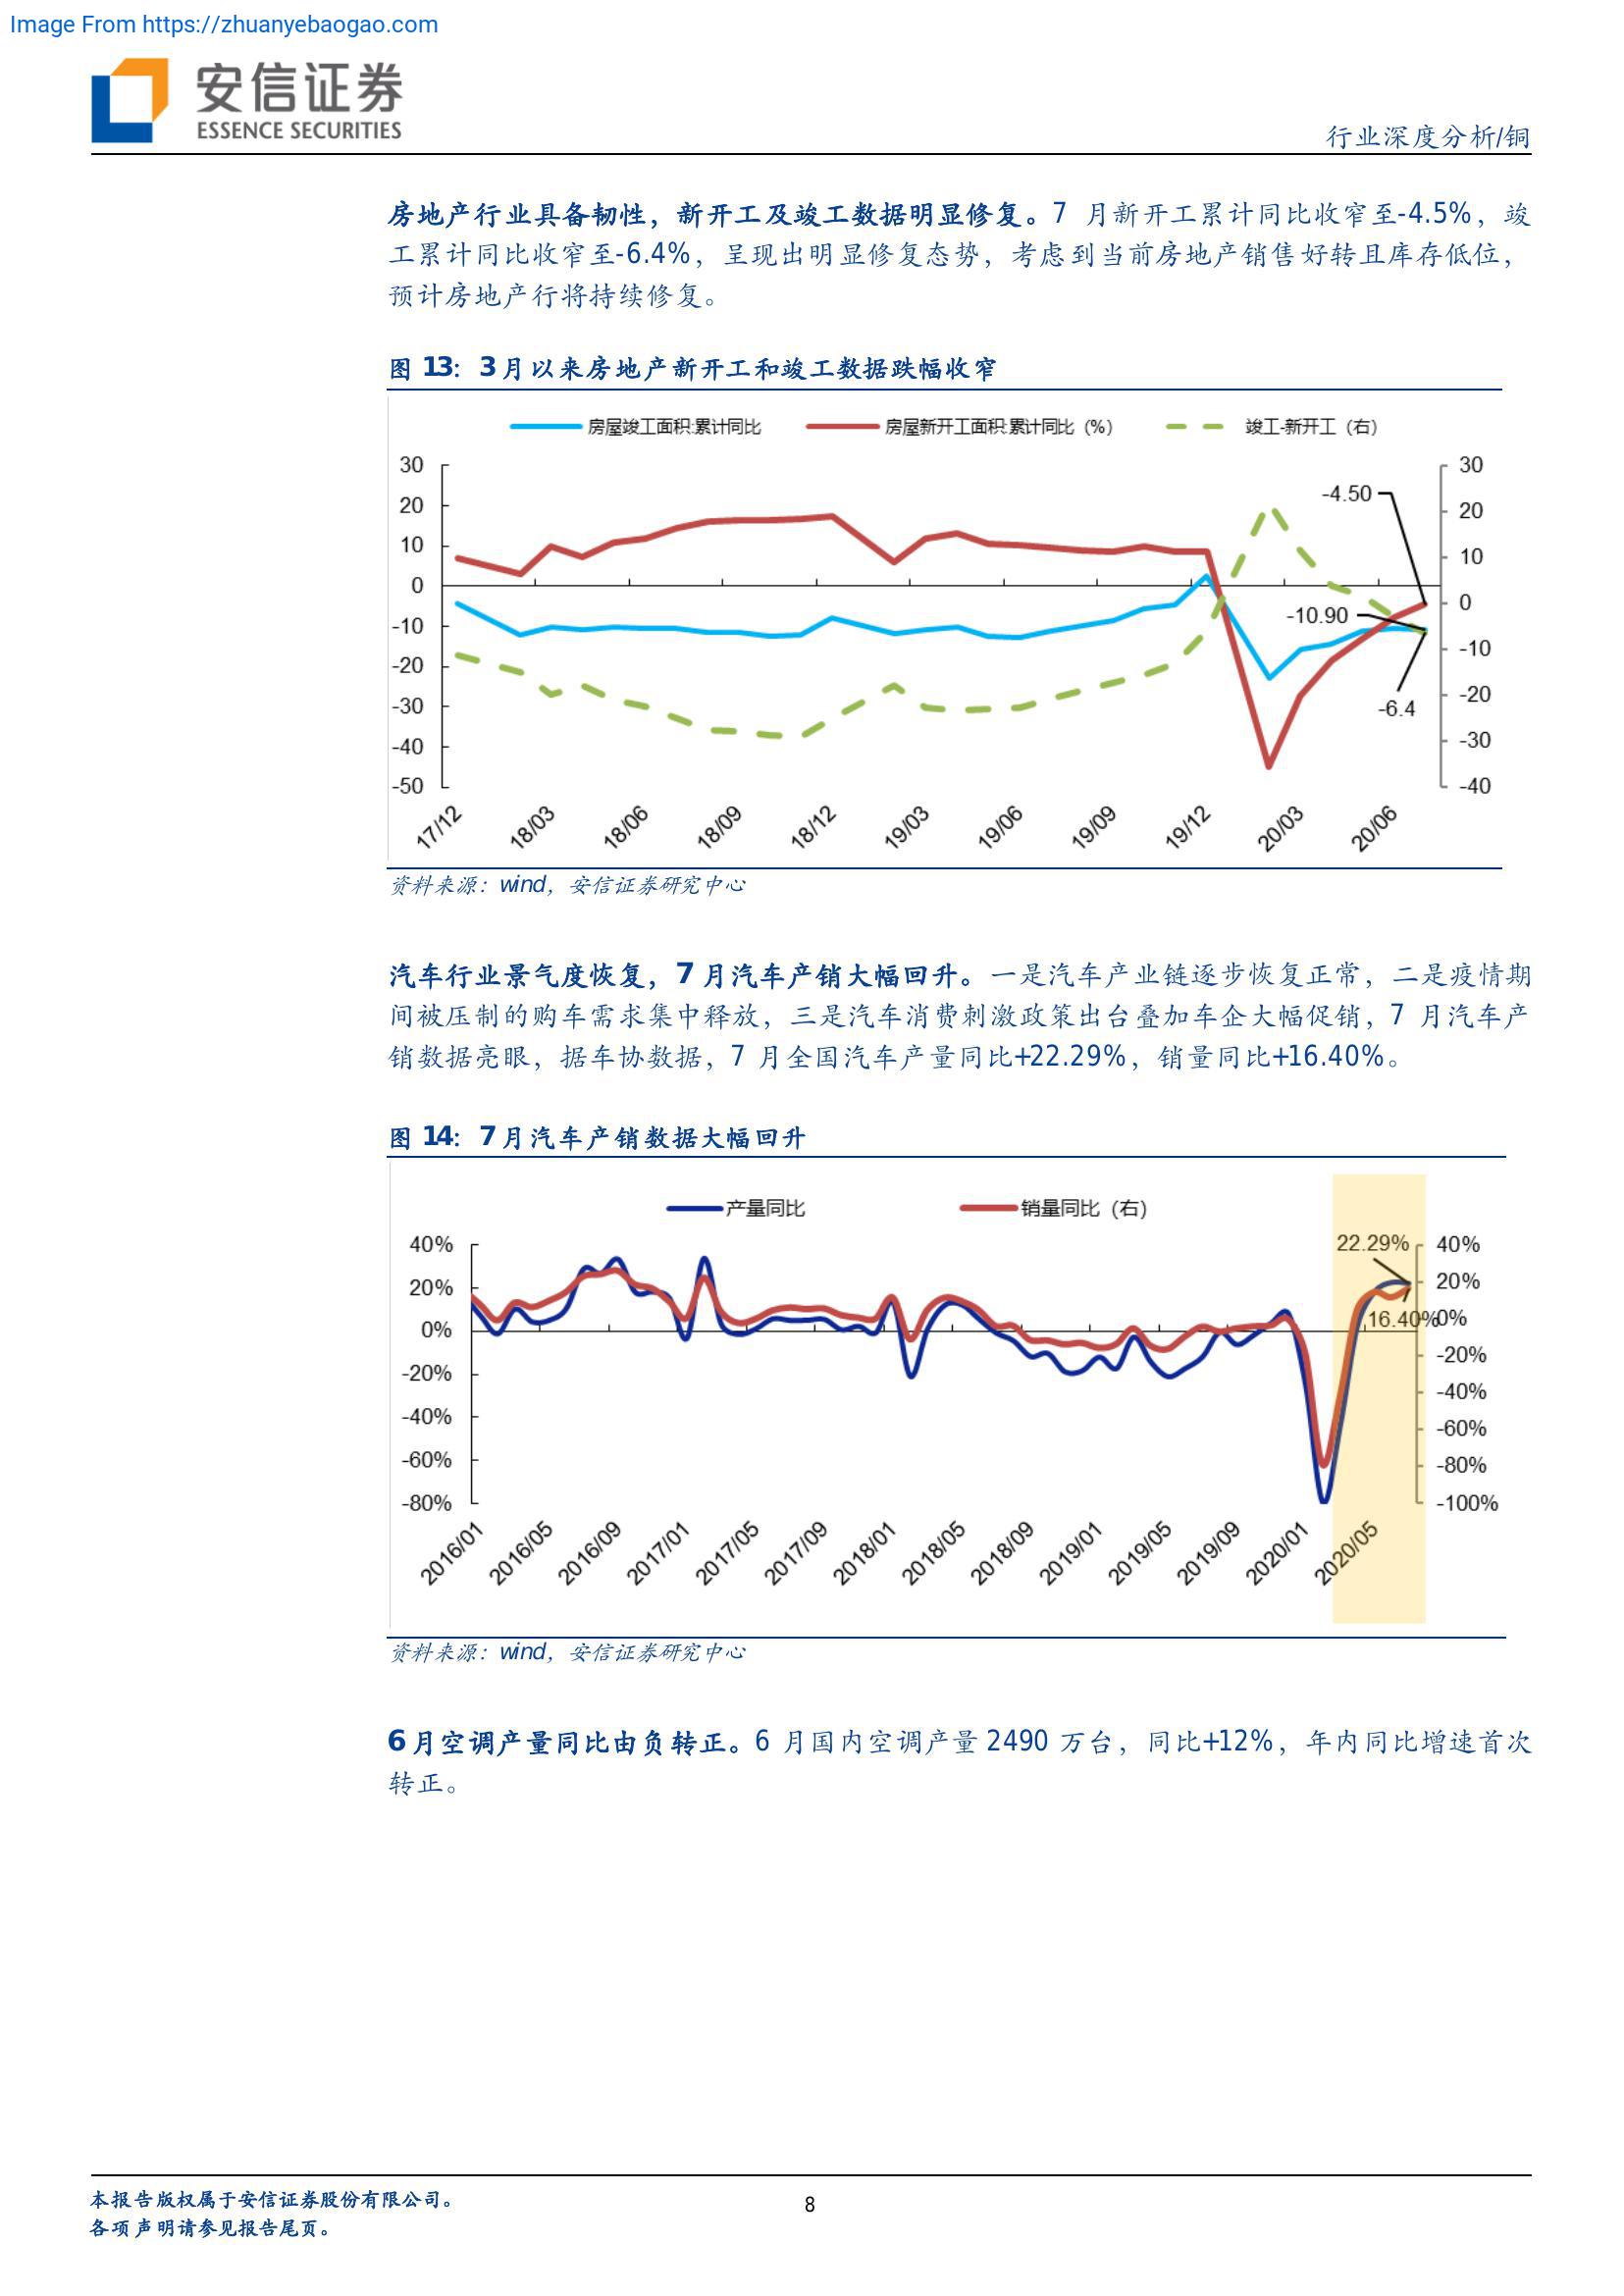 Image From https://zhuanyebaogao.com
安信证券
ESSENCE SECURITIES
行业深度分析/铜
房地产行业具备韧性，新开工及竣工数据明显修复。7 月新开工累计同比收窄至-4.5%，竣
工累计同比收窄至-6.4%，呈现出明显修复态势，考虑到当前房地产销售好转且库存低位，
预计房地产行将持续修复。
图 13：3 月以来房地产新开工和竣工数据跌幅收窄
房屋竣工面积:累计同比 房屋新开工面积:累计同比（%） 竣工-新开工（右）
30 30
20 20
10 10
0 0
-10 -10
-20 -20
-30 -30
-40 -40
-50
-4.50
-10.90
-6.4
17/12 18/03 18/06 18/09 18/12 19/03 19/06 19/09 19/12 20/03 20/06
资料来源：wind，安信证券研究中心
汽车行业景气度恢复，7 月汽车产销大幅回升。一是汽车产业链逐步恢复正常，二是疫情期
间被压制的购车需求集中释放，三是汽车消费刺激政策出台叠加车企大幅促销，7 月汽车产
销数据亮眼，据车协数据，7 月全国汽车产量同比+22.29%，销量同比+16.40%。
图 14：7 月汽车产销数据大幅回升
产量同比 销量同比（右）
40% 22.29% 40%
20% 20%
0% 16.40% 0%
-20% -20%
-40% -40%
-60% -60%
-80% -80%
-100%
2016/01 2016/05 2016/09 2017/01 2017/05 2017/09 2018/01 2018/05 2018/09 2019/01 2019/05 2019/09 2020/01 2020/05
资料来源：wind，安信证券研究中心
6 月空调产量同比由负转正。6 月国内空调产量 2490 万台，同比+12%，年内同比增速首次
转正。
本报告版权属于安信证券股份有限公司。
各项声明请参见报告尾页。
8